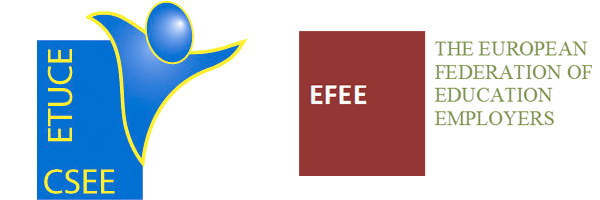 ETUCE
CSEE
EFEE
THE EUROPEAN
FEDERATION OF
EDUCATION
EMPLOYERS